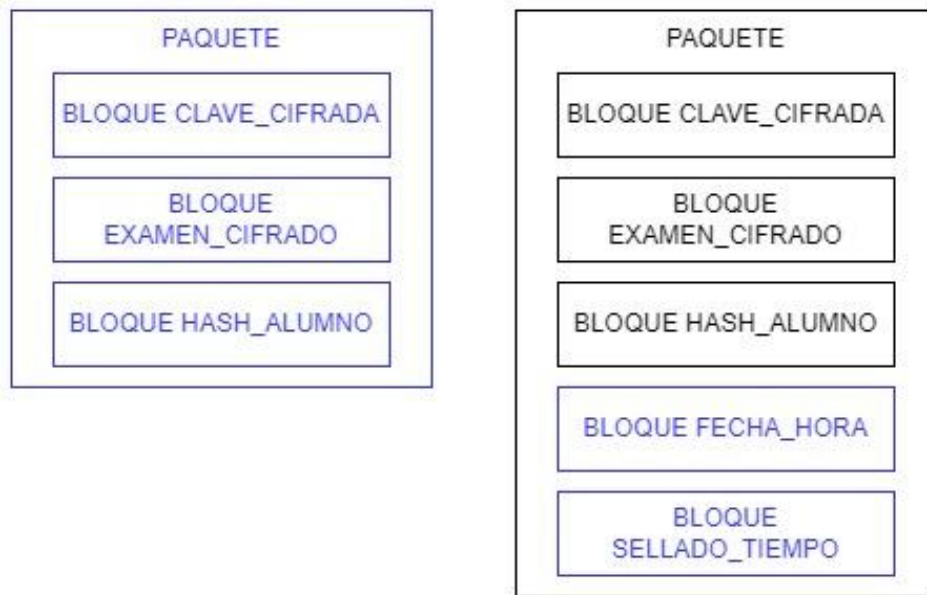 PAQUETE
BLOQUE CLAVE_CIFRADA
BLOQUE
EXAMEN_CIFRADO
BLOQUE HASH_ALUMNO
PAQUETE
BLOQUE CLAVE_CIFRADA
BLOQUE
EXAMEN_CIFRADO
BLOQUE HASH_ALUMNO
BLOQUE FECHA_HORA
BLOQUE
SELLADO_TIEMPO